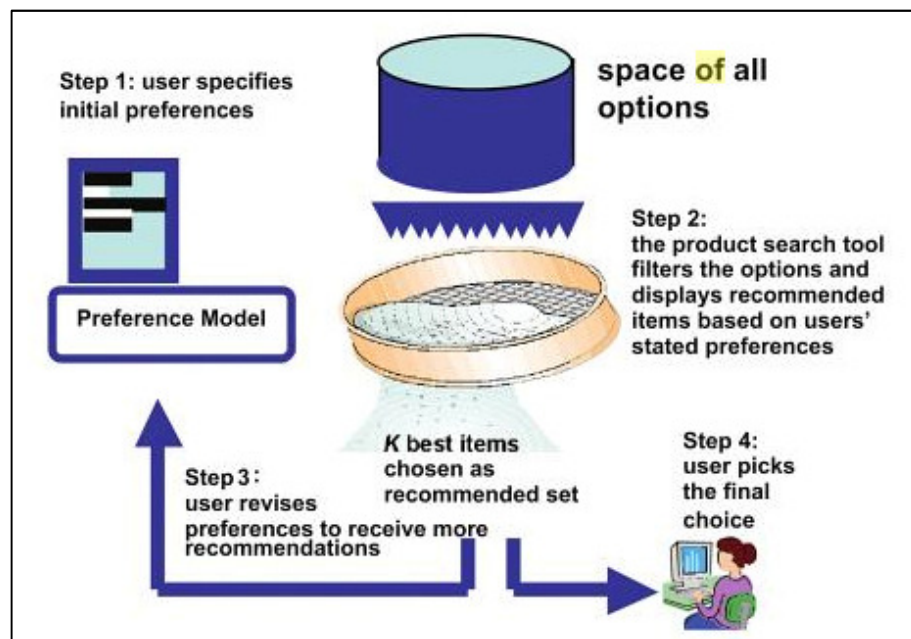 Step 1: user specifies
initial preferences
space of all
options
Preference Model
Step 2:
the product search tool
filters the options and
displays recommended
items based on users’
stated preferences
K best items
chosen as
recommended set
Step 3:
user revises
preferences to receive more
recommendations
Step 4:
user picks
the final
choice